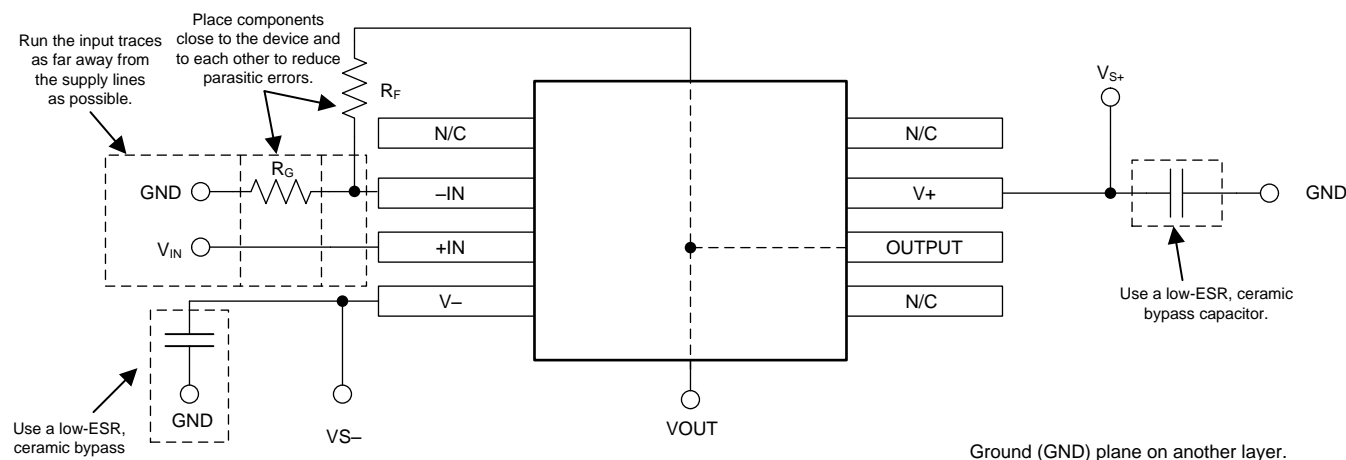 Place components
close to the device and
to each other to reduce
parasitic errors.
Run the input traces
as far away from
the supply lines
as possible.
RF
VS+
N/C
N/C
RG
GND
–IN
V+
GND
VIN
+IN
OUTPUT
V–
N/C
Use a low-ESR, ceramic
bypass capacitor.
GND
VS–
VOUT
Use a low-ESR,
ceramic bypass
Ground (GND) plane on another layer.